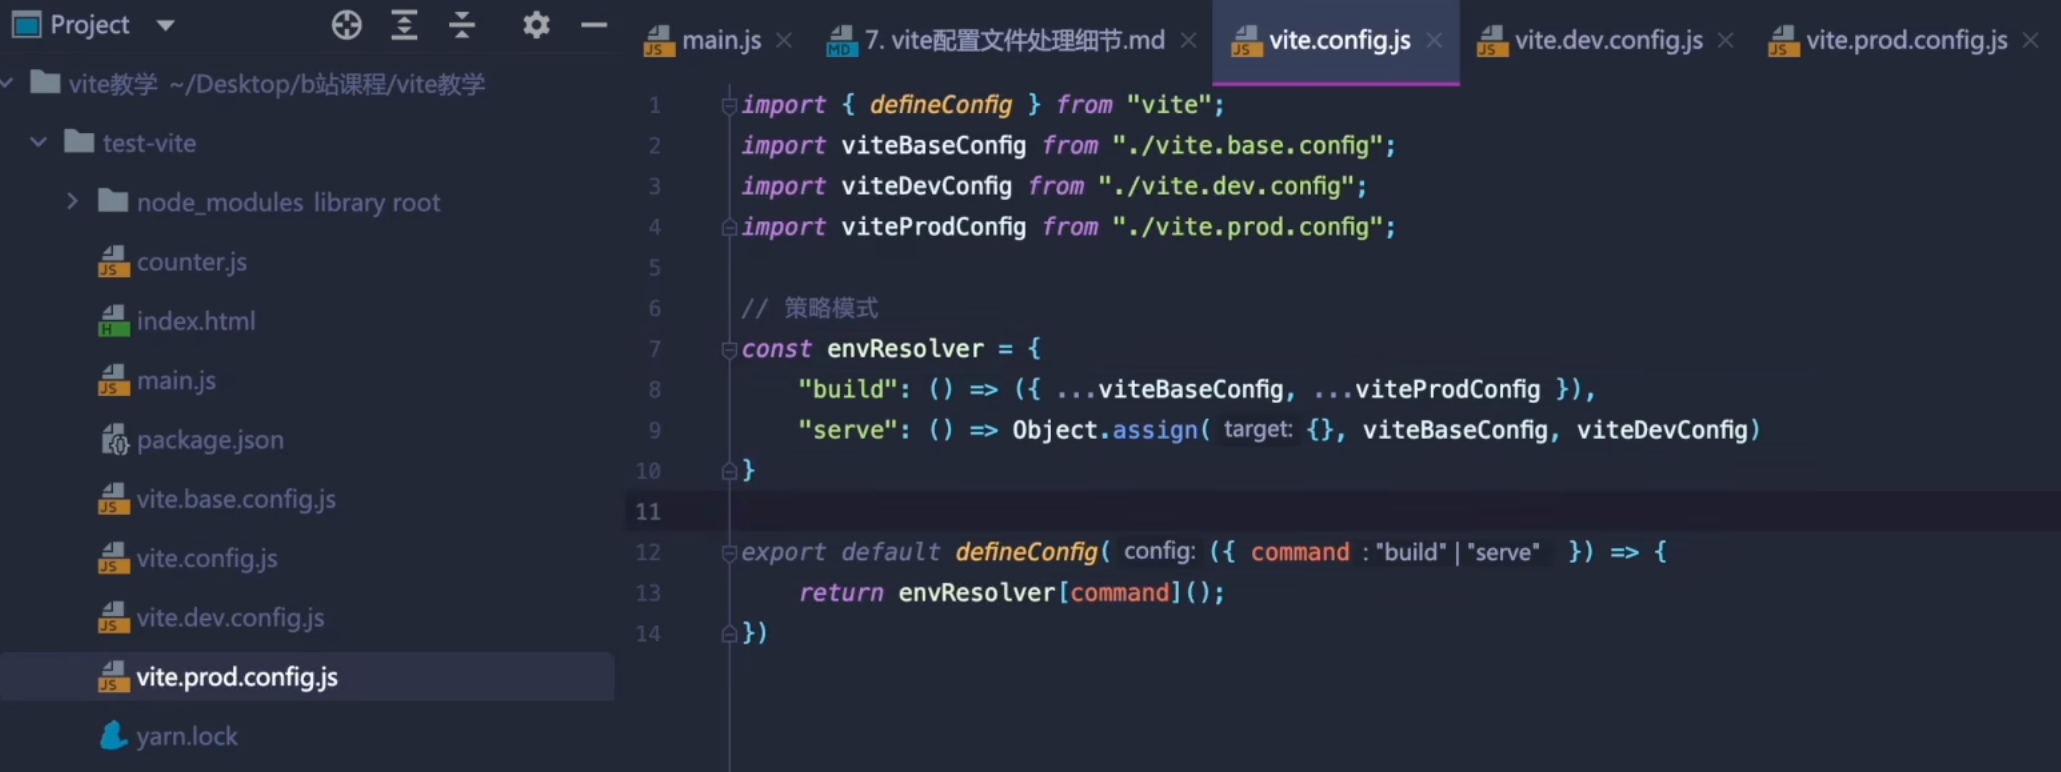 Project
main.js
7. vite配置文件处理细节.md
vite.config.js
vite.dev.config.js
vite.prod.config.js
vite教学 ~/Desktop/b站课程/vite教学
test-vite
node_modules library root
counter.js
index.html
main.js
package.json
vite.base.config.js
vite.config.js
vite.dev.config.js
vite.prod.config.js
yarn.lock
1 import { defineConfig } from "vite";
2 import viteBaseConfig from "./vite.base.config";
3 import viteDevConfig from "./vite.dev.config";
4 import viteProdConfig from "./vite.prod.config";
5
6 // 策略模式
7 const envResolver = {
8 "build": () => ({ ...viteBaseConfig, ...viteProdConfig }),
9 "serve": () => Object.assign( target: {}, viteBaseConfig, viteDevConfig)
10 }
11
12 export default defineConfig( config: ({ command : "build" | "serve" }) => {
13 return envResolver[command]();
14 })